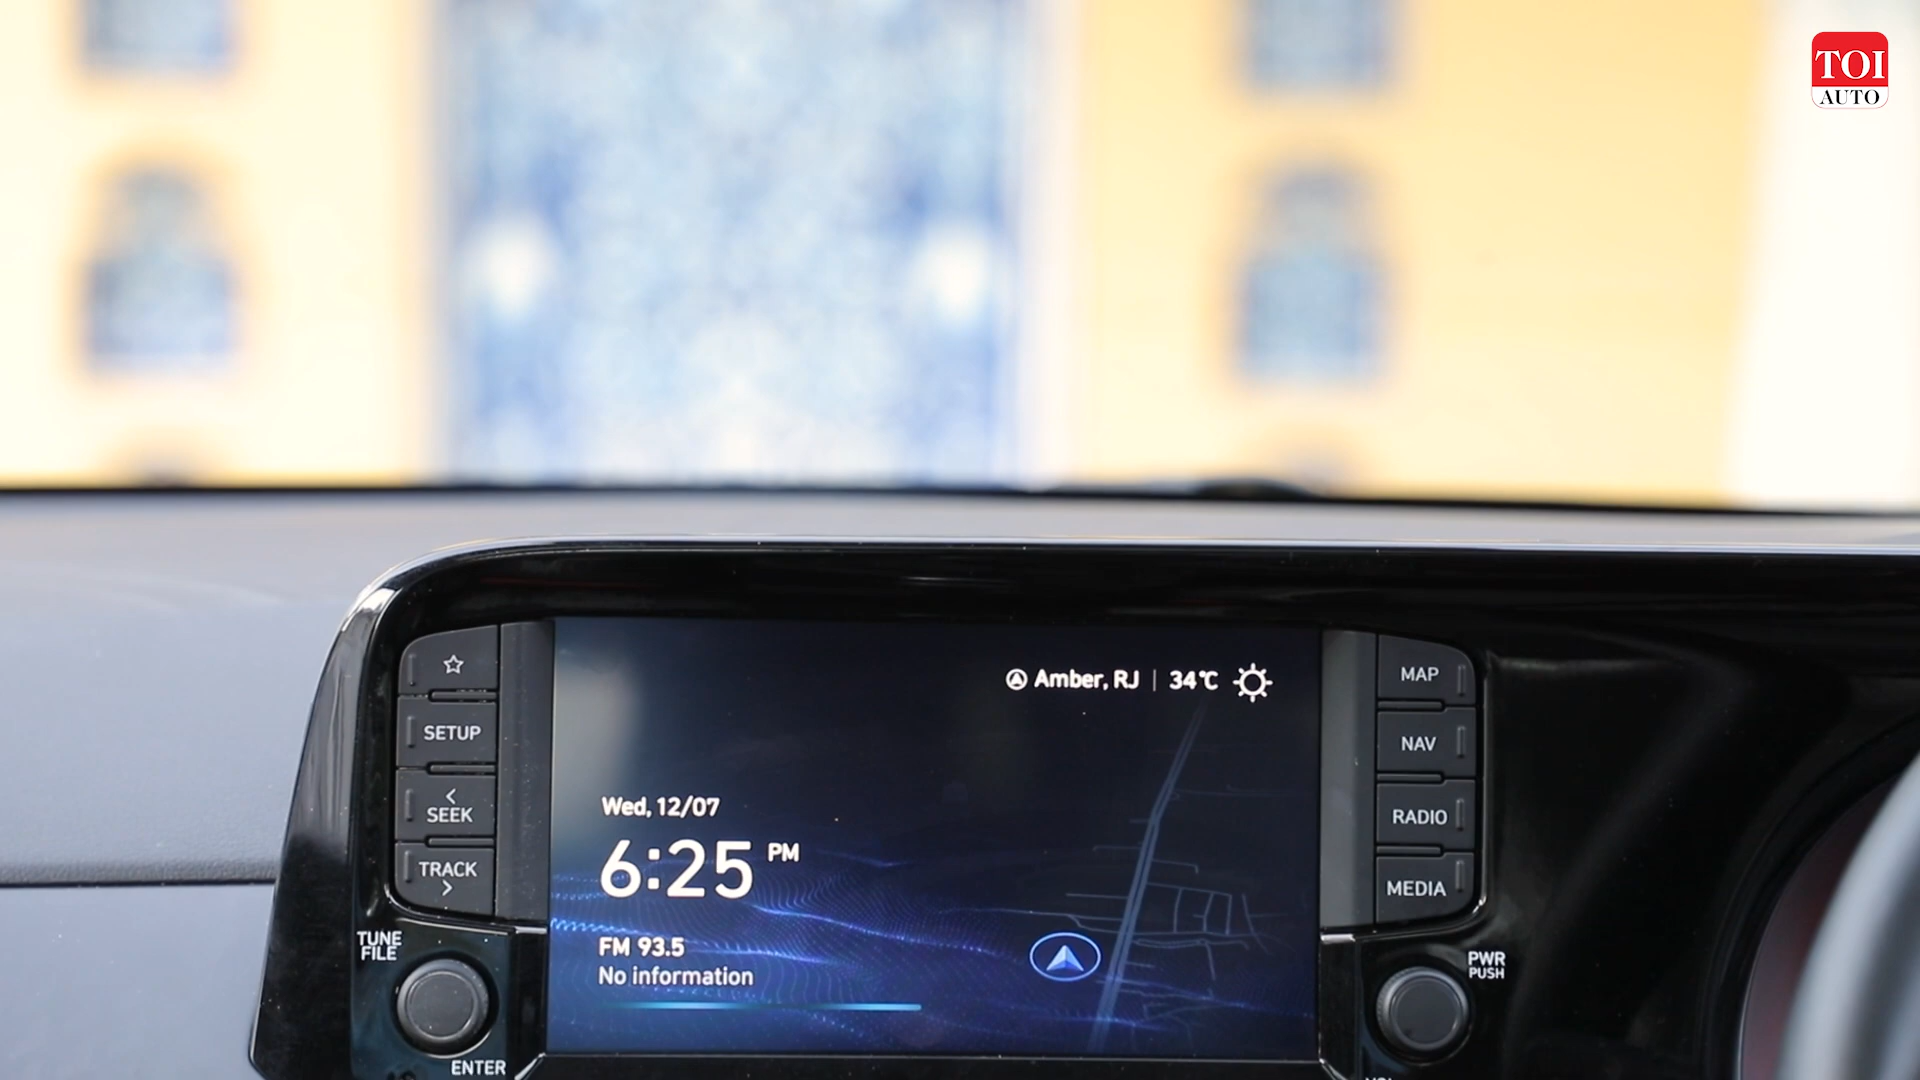 TOI
AUTO
Amber, RJ | 34°C
Wed, 12/07
6:25 PM
FM 93.5
No information
SETUP
<
SEEK
TRACK
>
TUNE
FILE
ENTER
MAP
NAV
RADIO
MEDIA
PWR
PUSH